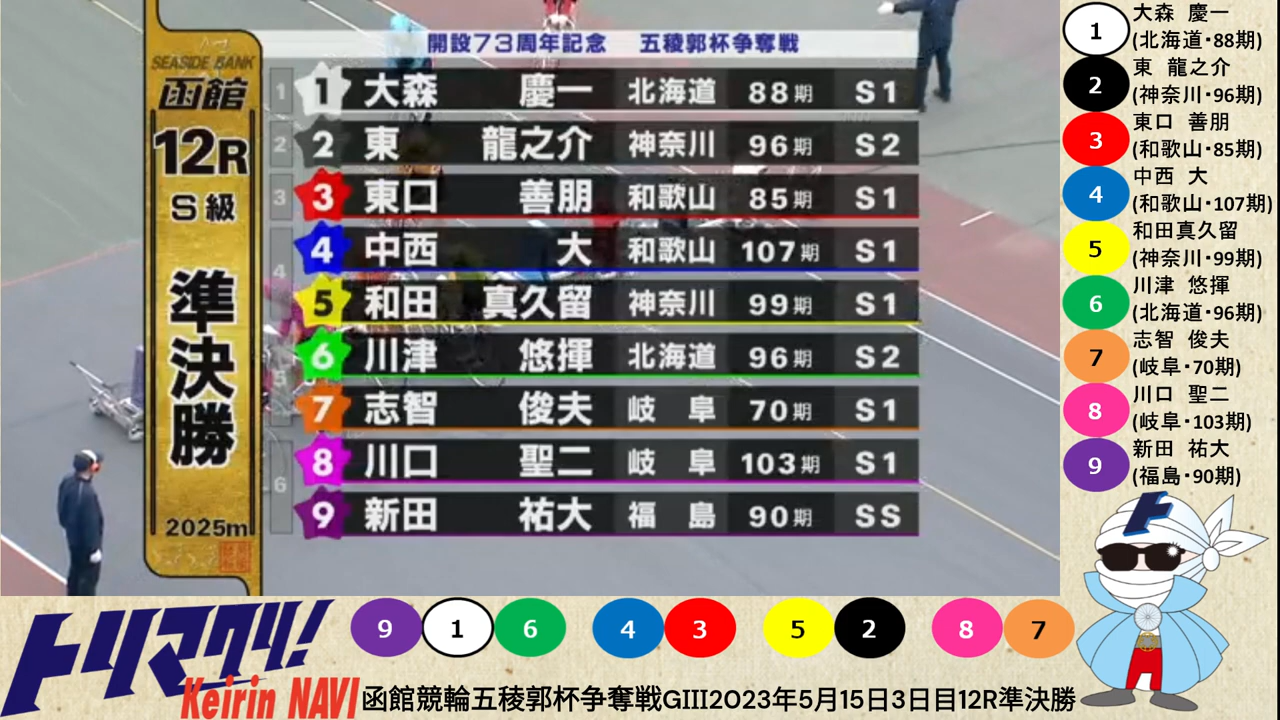 開設73周年記念 五稜郭杯争奪戦
SEASIDE BANK
函館
12R
S級
準決勝
2025m
1 1 大森 慶一 北海道 88期 S1
2 2 東 龍之介 神奈川 96期 S2
3 3 東口 善朋 和歌山 85期 S1
4 4 中西 大 和歌山 107期 S1
5 和田 真久留 神奈川 99期 S1
5 6 川津 悠揮 北海道 96期 S2
7 志智 俊夫 岐阜 70期 S1
6 8 川口 聖二 岐阜 103期 S1
9 新田 祐大 福島 90期 SS
1 大森 慶一
(北海道・88期)
2 東 龍之介
(神奈川・96期)
3 東口 善朋
(和歌山・85期)
4 中西 大
(和歌山・107期)
5 和田真久留
(神奈川・99期)
6 川津 悠揮
(北海道・96期)
7 志智 俊夫
(岐阜・70期)
8 川口 聖二
(岐阜・103期)
9 新田 祐大
(福島・90期)
ト
9 1 6 4 3 5 2 8 7
トリマクリ!
Keirin NAVI
函館競輪五稜郭杯争奪戦GIII2023年5月15日3日目12R準決勝